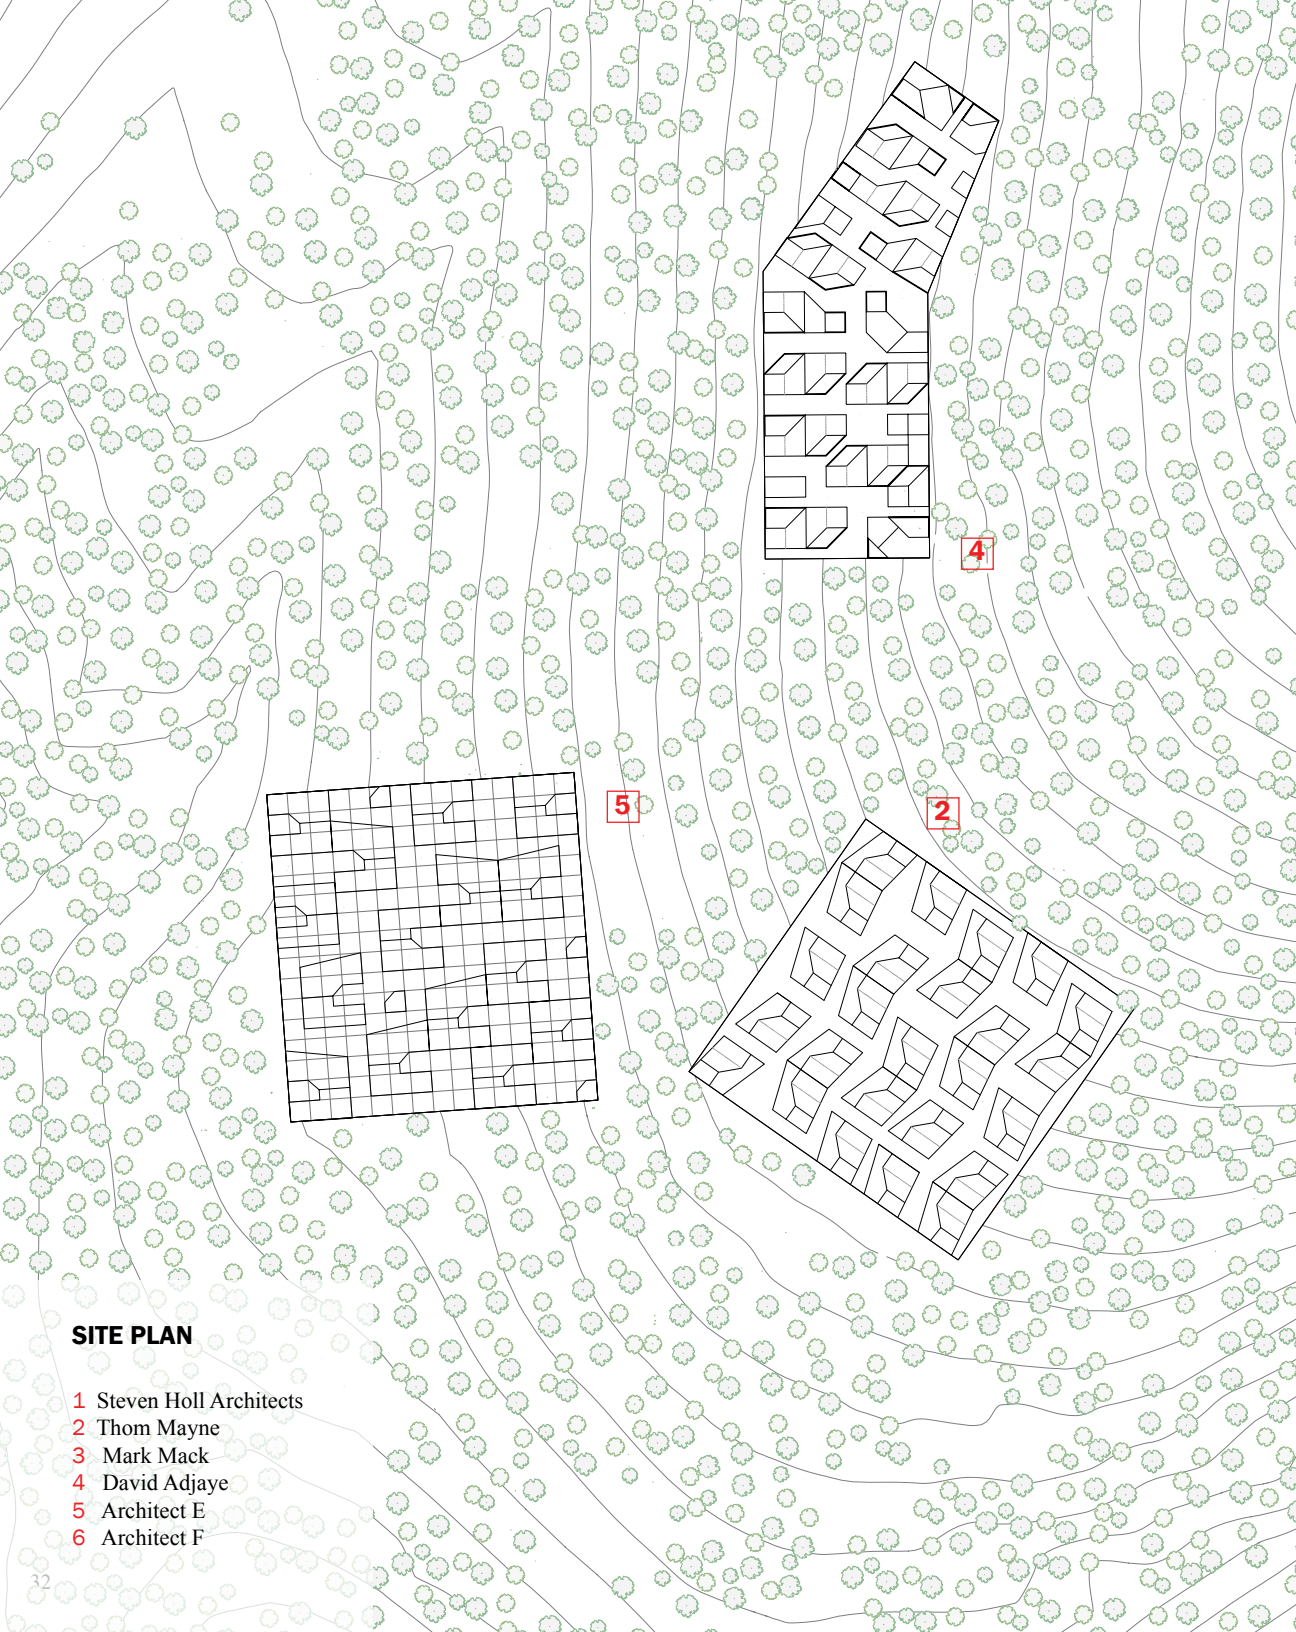 4
5
2
SITE PLAN
1 Steven Holl Architects
2 Thom Mayne
3 Mark Mack
4 David Adjaye
5 Architect E
6 Architect F
32